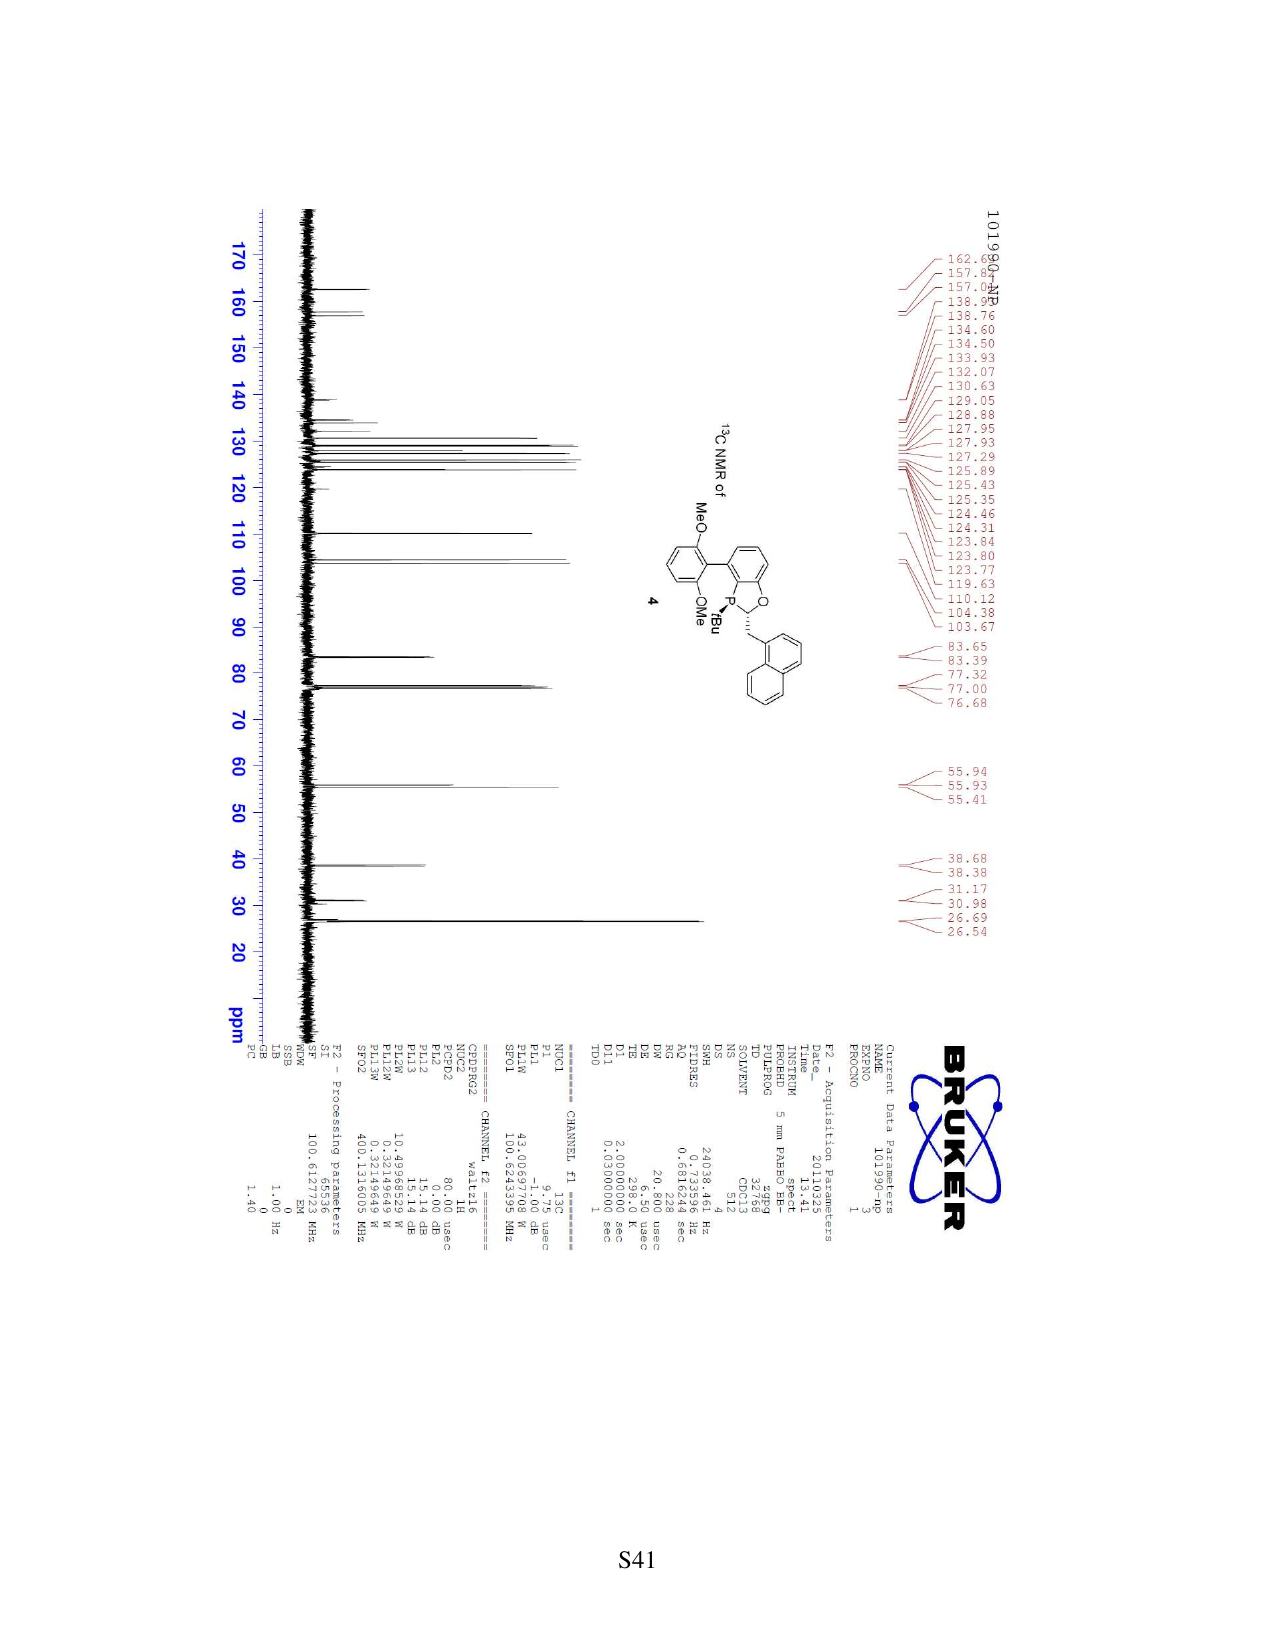 101990-NP
162.69
157.82
157.01
138.93
138.76
134.60
134.50
133.93
132.07
130.63
129.05
128.88
127.95
127.93
127.29
125.89
125.43
125.35
124.46
124.31
123.84
123.80
123.77
119.63
110.12
104.38
103.67
83.65
83.39
77.32
77.00
76.68
55.94
55.93
55.41
38.68
38.38
31.17
30.98
26.69
26.54
13C NMR of
MeO
OMe
P
tBu
O
4
170 160 150 140 130 120 110 100 90 80 70 60 50 40 30 20 ppm
BRUKER
Current Data Parameters
NAME 101990-np
EXPNO 3
PROCNO 1
F2 - Acquisition Parameters
Date_ 20110325
Time 13.41
INSTRUM spect
PROBHD 5 mm PABBO BB-
PULPROG zgpg
TD 32768
SOLVENT CDCl3
NS 512
DS 4
SWH 24038.461 Hz
FIDRES 0.733596 Hz
AQ 0.6816244 sec
RG 228
DW 20.800 usec
DE 6.50 usec
TE 298.0 K
D1 2.00000000 sec
D11 0.03000000 sec
TD0 1
======== CHANNEL f1 ========
NUC1 13C
P1 9.75 usec
PL1 -1.00 dB
PL1W 43.00697708 W
SFO1 100.6243395 MHz
======== CHANNEL f2 ========
CPDPRG2 waltz16
NUC2 1H
PCPD2 80.00 usec
PL2 0.00 dB
PL12 15.14 dB
PL13 15.14 dB
PL2W 10.49968529 W
PL12W 0.32149649 W
PL13W 0.32149649 W
SFO2 400.1316005 MHz
F2 - Processing parameters
SI 65536
SF 100.6127723 MHz
WDW EM
SSB 0
LB 1.00 Hz
GB 0
PC 1.40
S41